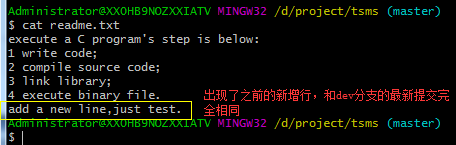 Administrator@XXOHB9NOZXXIATV MINGW32 /d/project/tsms (master)
$ cat readme.txt
execute a C program's step is below:
1 write code;
2 compile source code;
3 link library;
4 execute binary file.
add a new line,just test.
出现了之前的新增行，和dev分支的最新提交完
全相同
Administrator@XXOHB9NOZXXIATV MINGW32 /d/project/tsms (master)
$